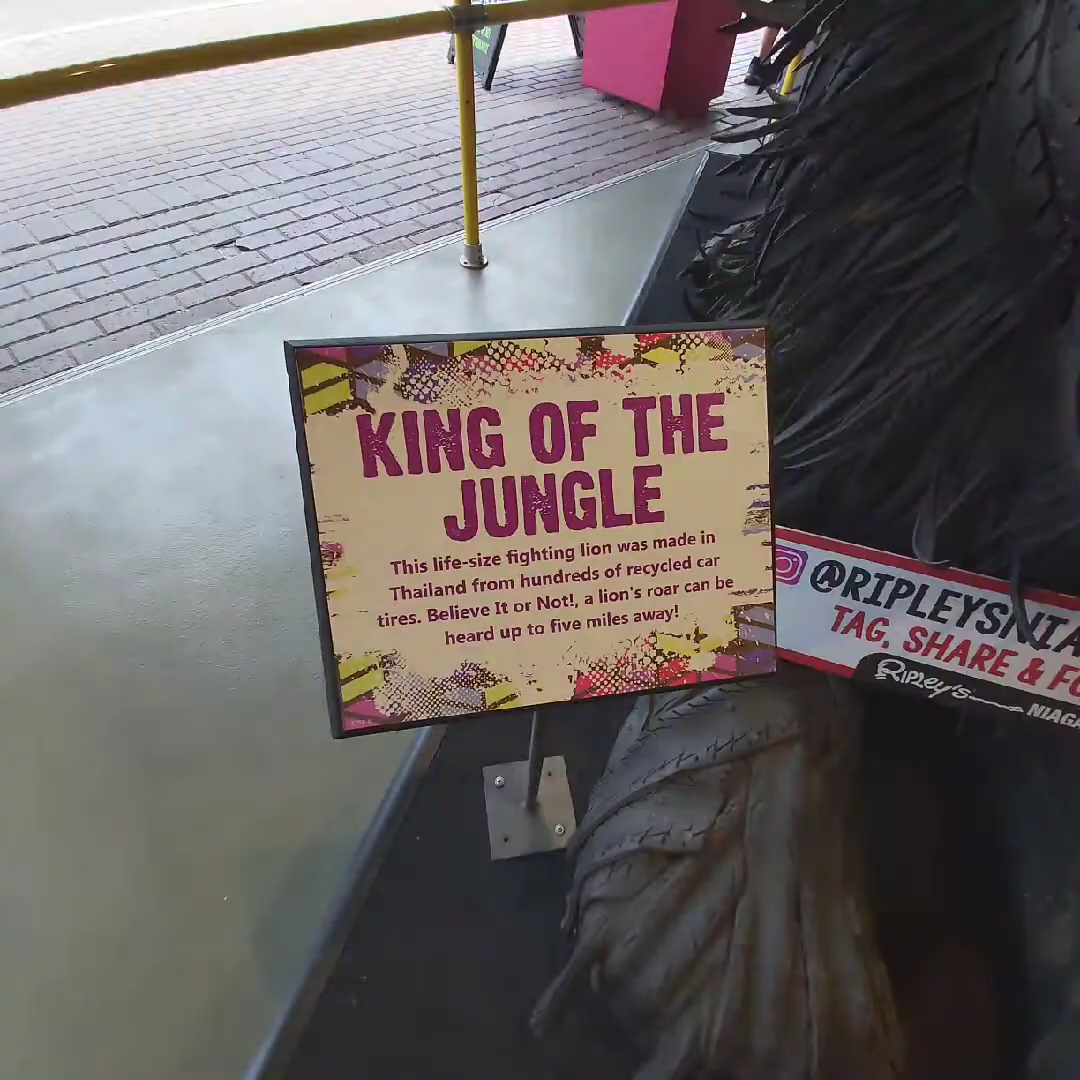 KING OF THE
JUNGLE
This life-size fighting lion was made in
Thailand from hundreds of recycled car
tires. Believe It or Not!, a lion's roar can be
heard up to five miles away!
@RIPLEYSNIA
TAG, SHARE & FO
RIPLEY'S
NIAGA